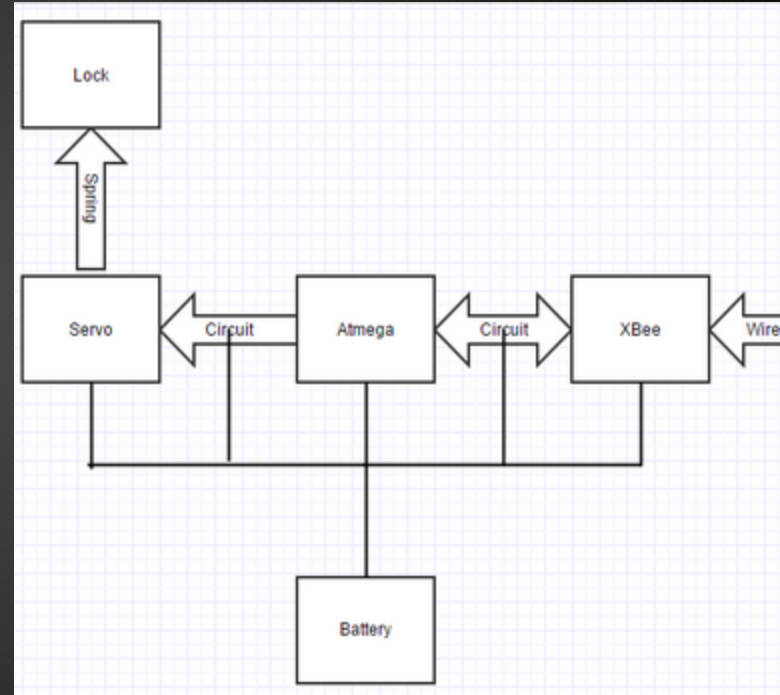 Lock
Spring
Servo
Circuit
Atmega
Circuit
XBee
Wire
Battery